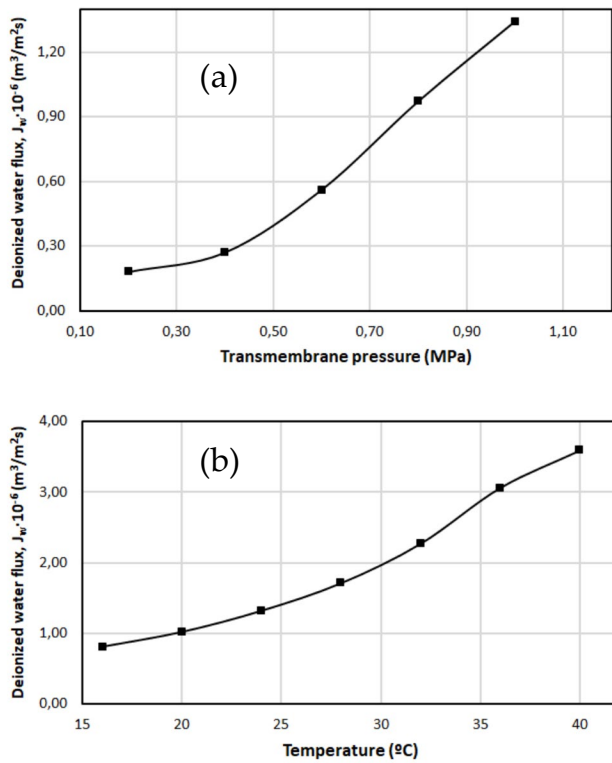 (a)
Deionized water flux, Jw·10⁻⁶ (m³/m²s)
1,20
0,90
0,60
0,30
0,00
0,10 0,30 0,50 0,70 0,90 1,10
Transmembrane pressure (MPa)
(b)
Deionized water flux, Jw·10⁻⁶ (m³/m²s)
4,00
3,00
2,00
1,00
0,00
15 20 25 30 35 40
Temperature (ºC)